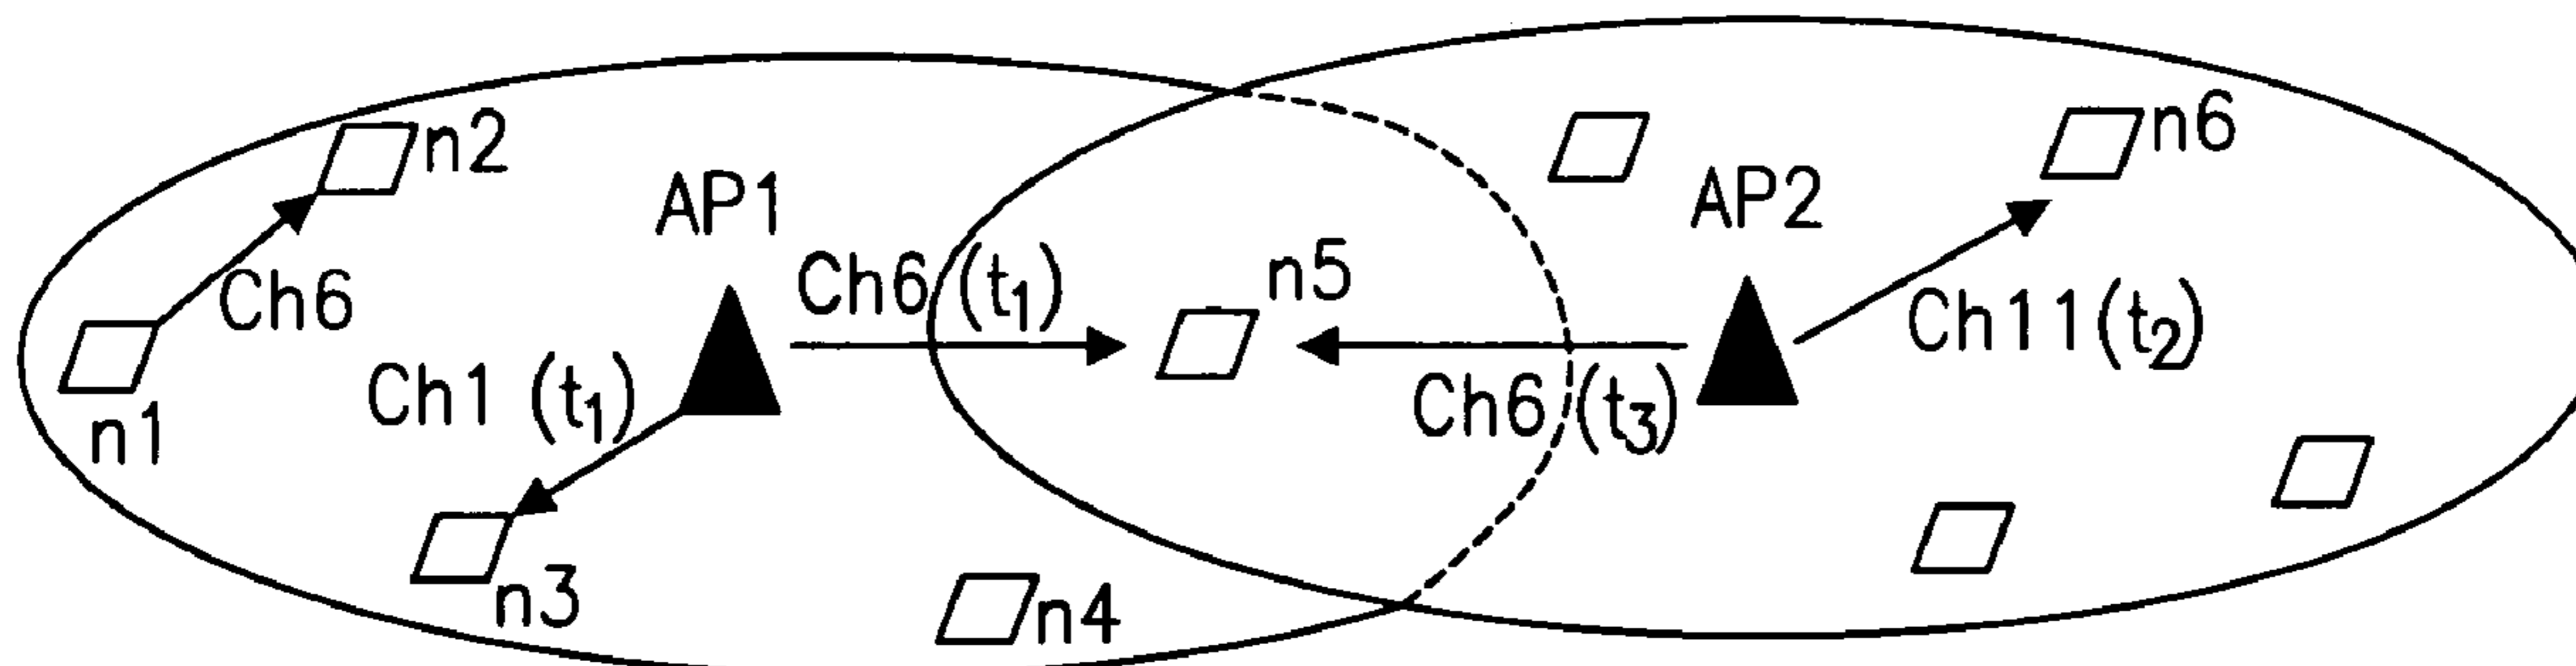 n2
n6
AP1
AP2
Ch6 (t₁)
n5
Ch6
Ch11(t₂)
Ch1 (t₁)
Ch6 (t₃)
n1
n3
n4